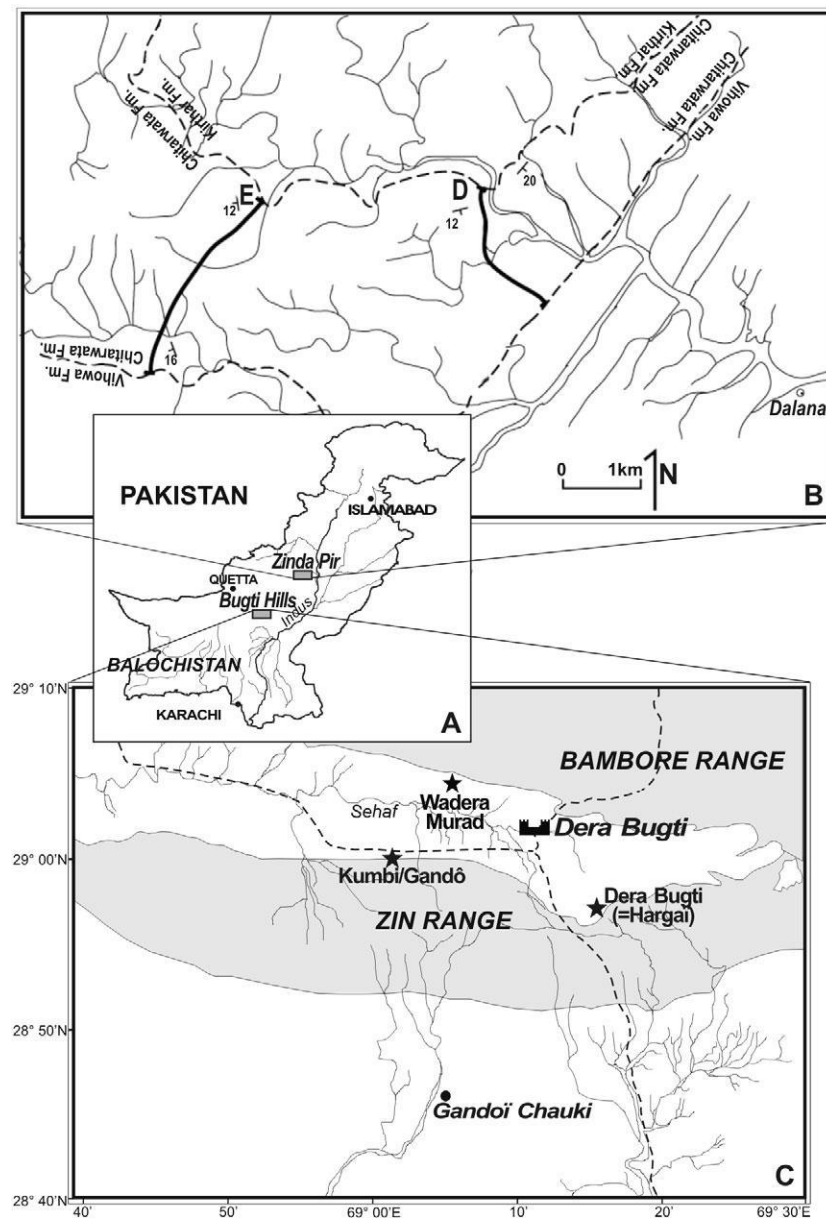 Kirthar Fm.
Chitarwata Fm.
Chitarwata Fm.
Vihowa Fm.
Kirthar Fm.
Chitarwata Fm.
E
12
D
12
20
16
Chitarwata Fm.
Vihowa Fm.
Dalana
0 1km
N
B
PAKISTAN
ISLAMABAD
Zinda Pir
QUETTA
Bugti Hills
Indus
BALOCHISTAN
KARACHI
A
29° 10'N
BAMBORE RANGE
Wadera
Murad
Sehaf
Dera Bugti
29° 00'N
Kumbi/Gandô
Dera Bugti
(=Hargaï)
ZIN RANGE
28° 50'N
Gandoï Chauki
C
28° 40'N
40' 50' 69° 00'E 10' 20' 69° 30'E